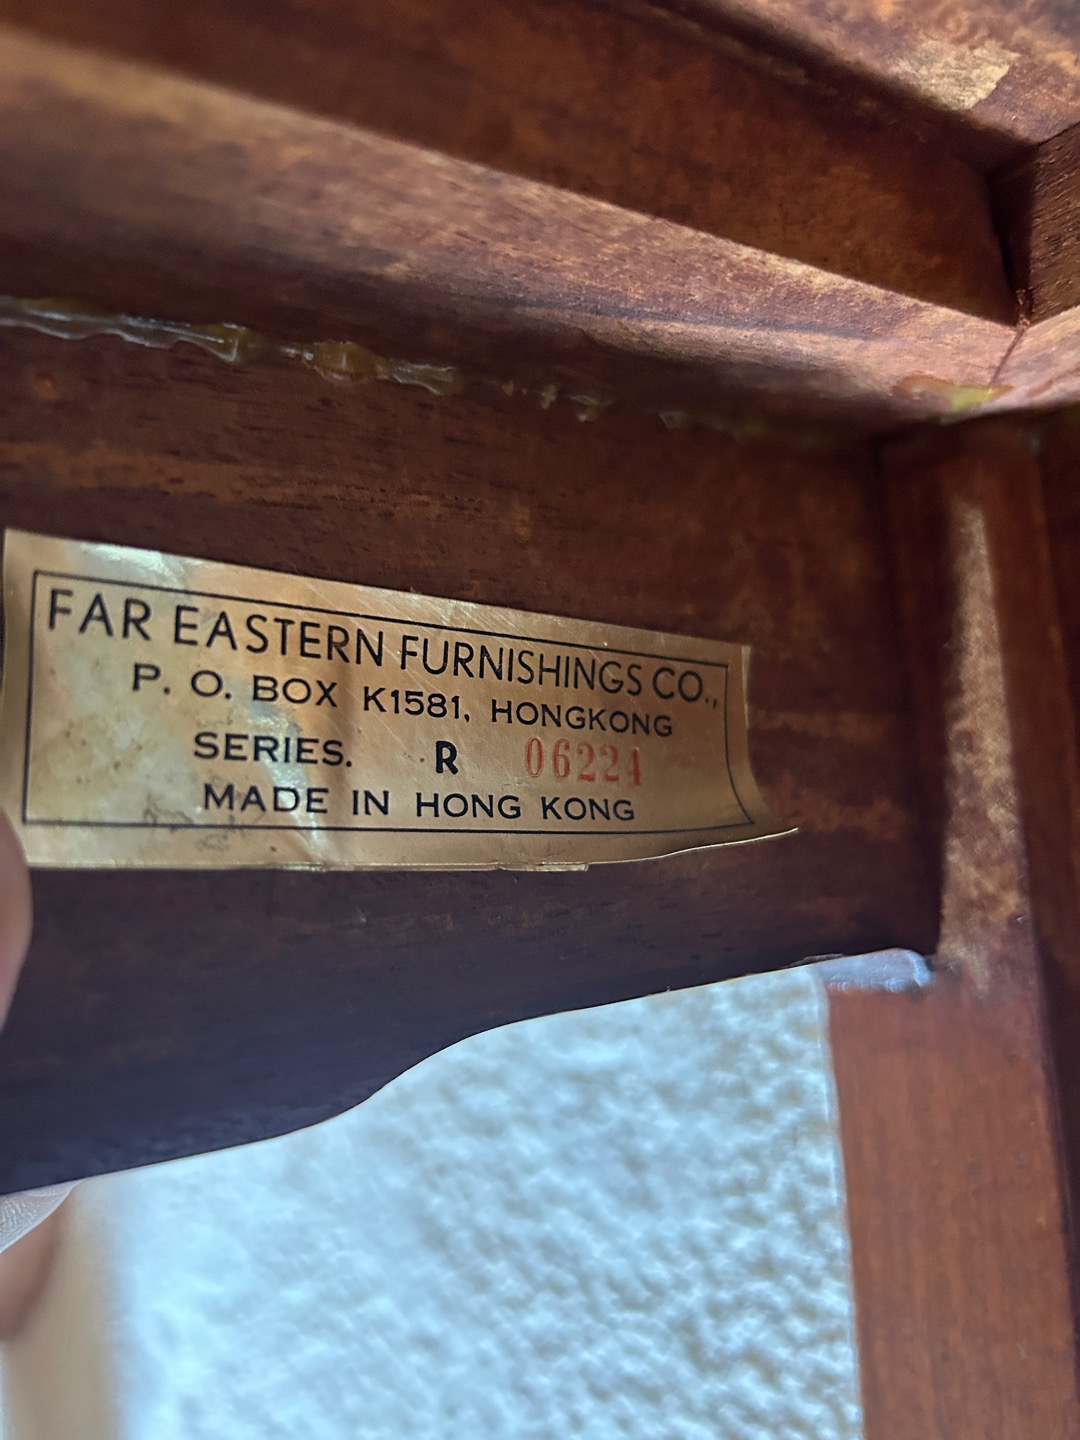 FAR EASTERN FURNISHINGS CO.,
P. O. BOX K1581, HONGKONG
SERIES. R 06224
MADE IN HONG KONG